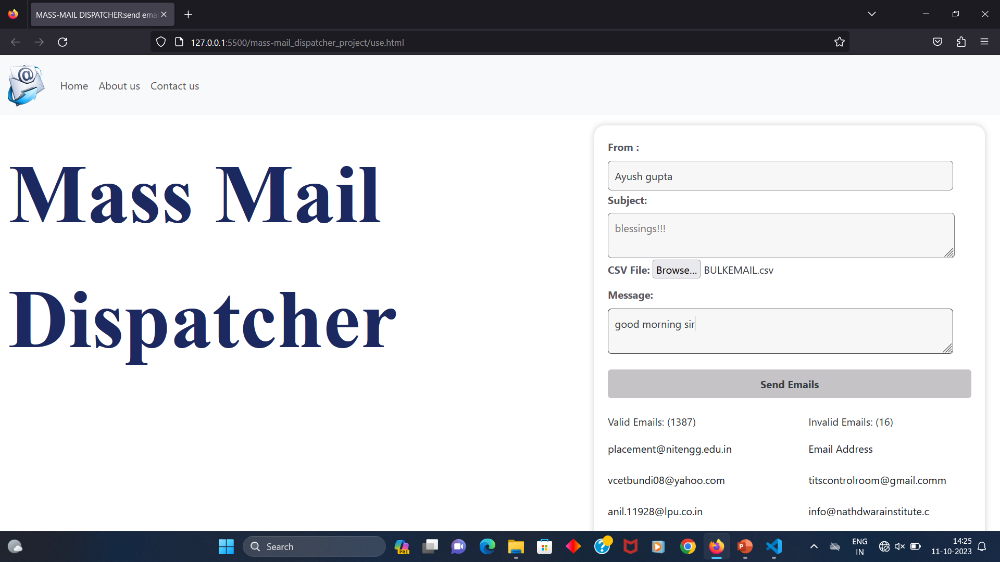 MASS-MAIL DISPATCHER:send emai
127.0.0.1:5500/mass-mail_dispatcher_project/use.html
Home About us Contact us
Mass Mail
Dispatcher
From :
Ayush gupta
Subject:
blessings!!!
CSV File: Browse... BULKEMAIL.csv
Message:
good morning sir
Send Emails
Valid Emails: (1387) Invalid Emails: (16)
placement@nitengg.edu.in Email Address
vcetbundi08@yahoo.com titscontrolroom@gmail.comm
anil.11928@lpu.co.in info@nathdwarainstitute.c
Search
PRE
ENG
IN
14:25
11-10-2023